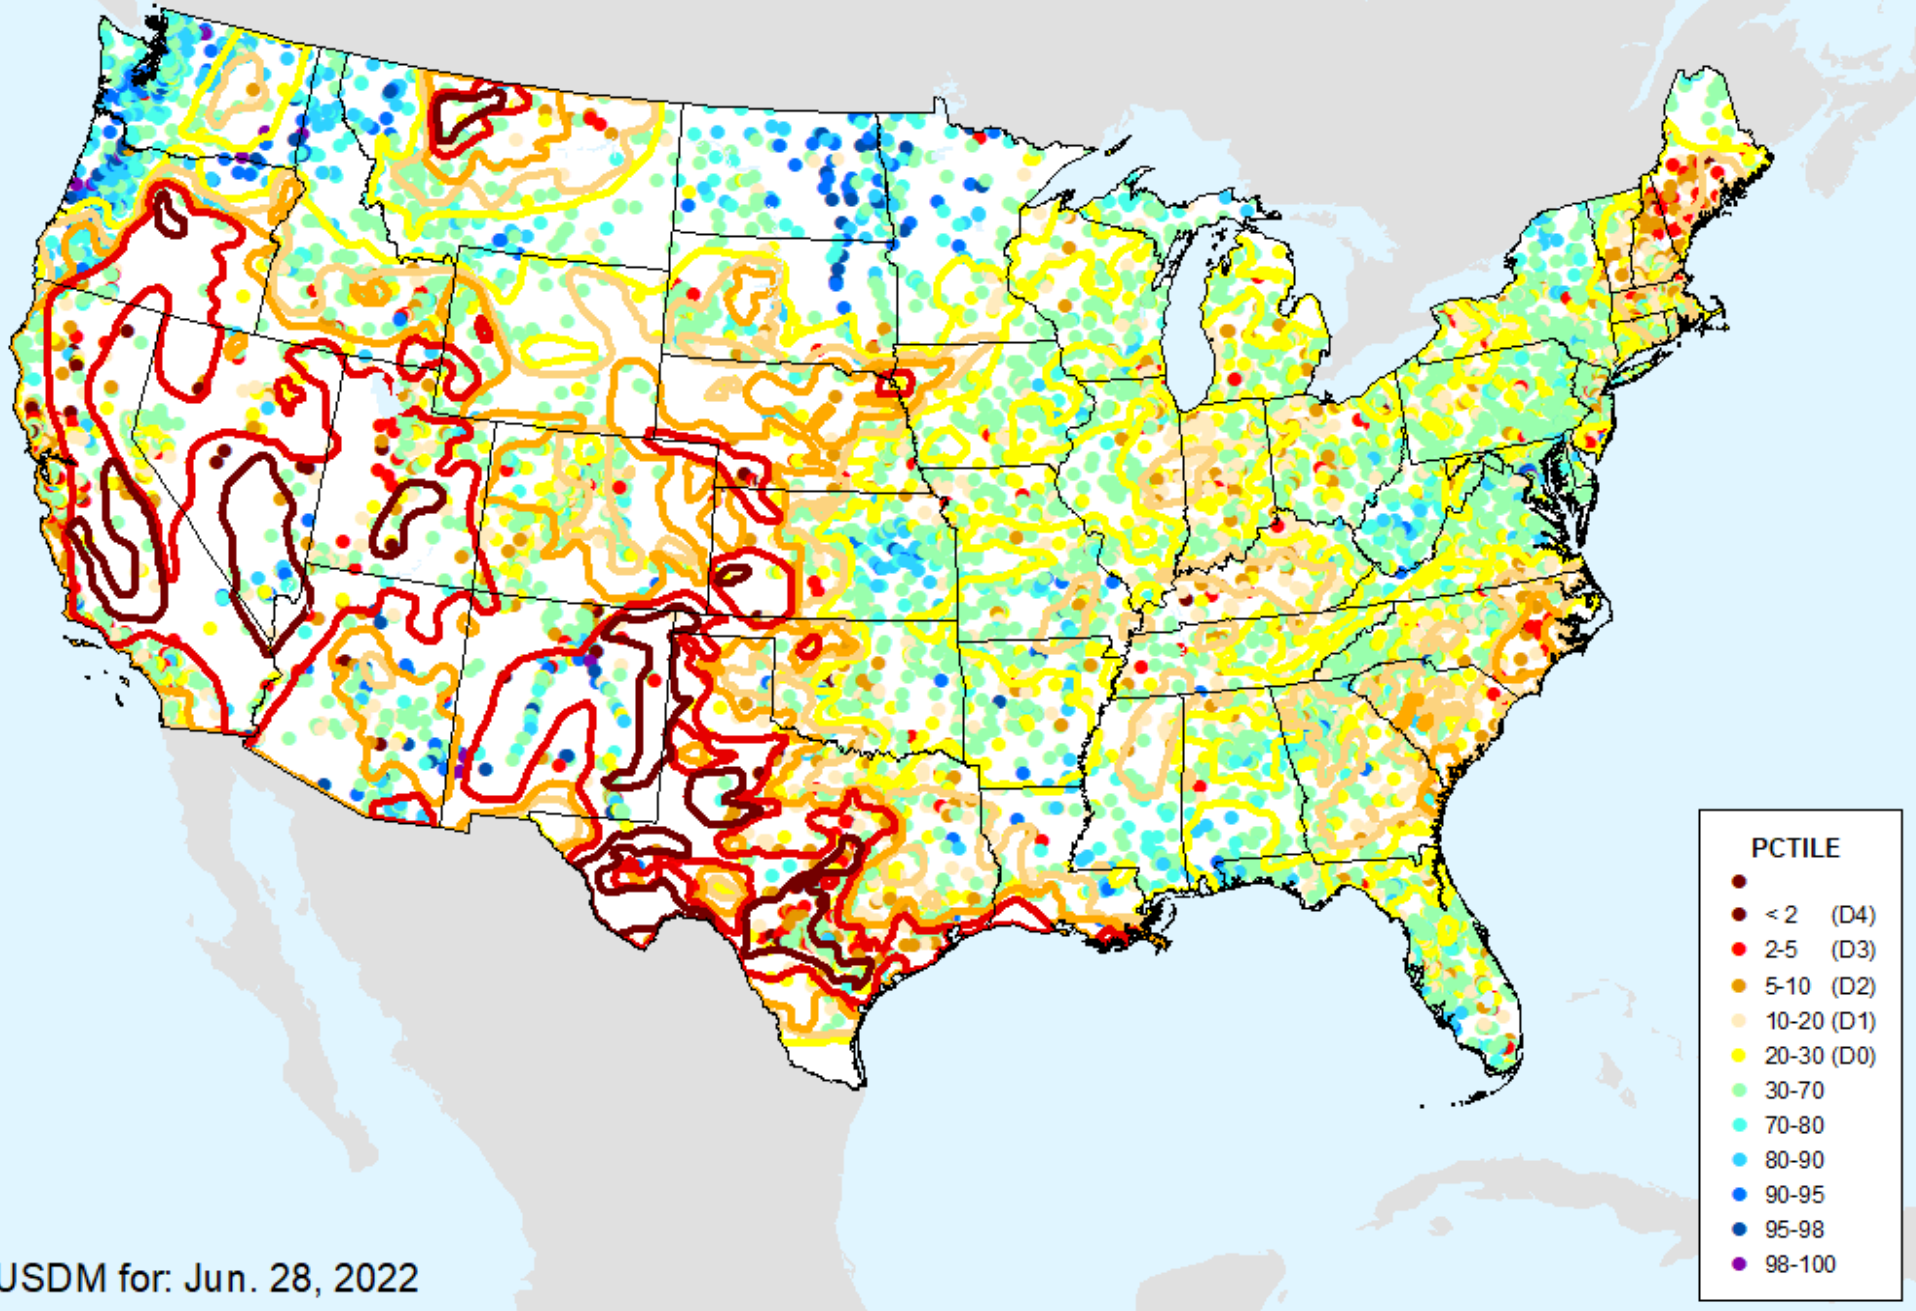 PCTILE
< 2 (D4)
2-5 (D3)
5-10 (D2)
10-20 (D1)
20-30 (D0)
30-70
70-80
80-90
90-95
95-98
98-100
USDM for: Jun. 28, 2022